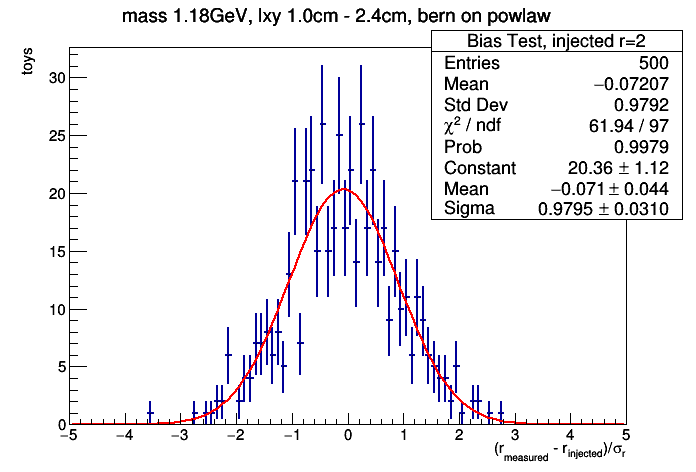 mass 1.18GeV, lxy 1.0cm - 2.4cm, bern on powlaw
Bias Test, injected r=2
Entries 500
Mean −0.07207
Std Dev 0.9792
χ² / ndf 61.94 / 97
Prob 0.9979
Constant 20.36 ± 1.12
Mean −0.071 ± 0.044
Sigma 0.9795 ± 0.0310
toys
30
25
20
15
10
5
0
−5 −4 −3 −2 −1 0 1 2 3 4 5
(r_measured - r_injected)/σ_r